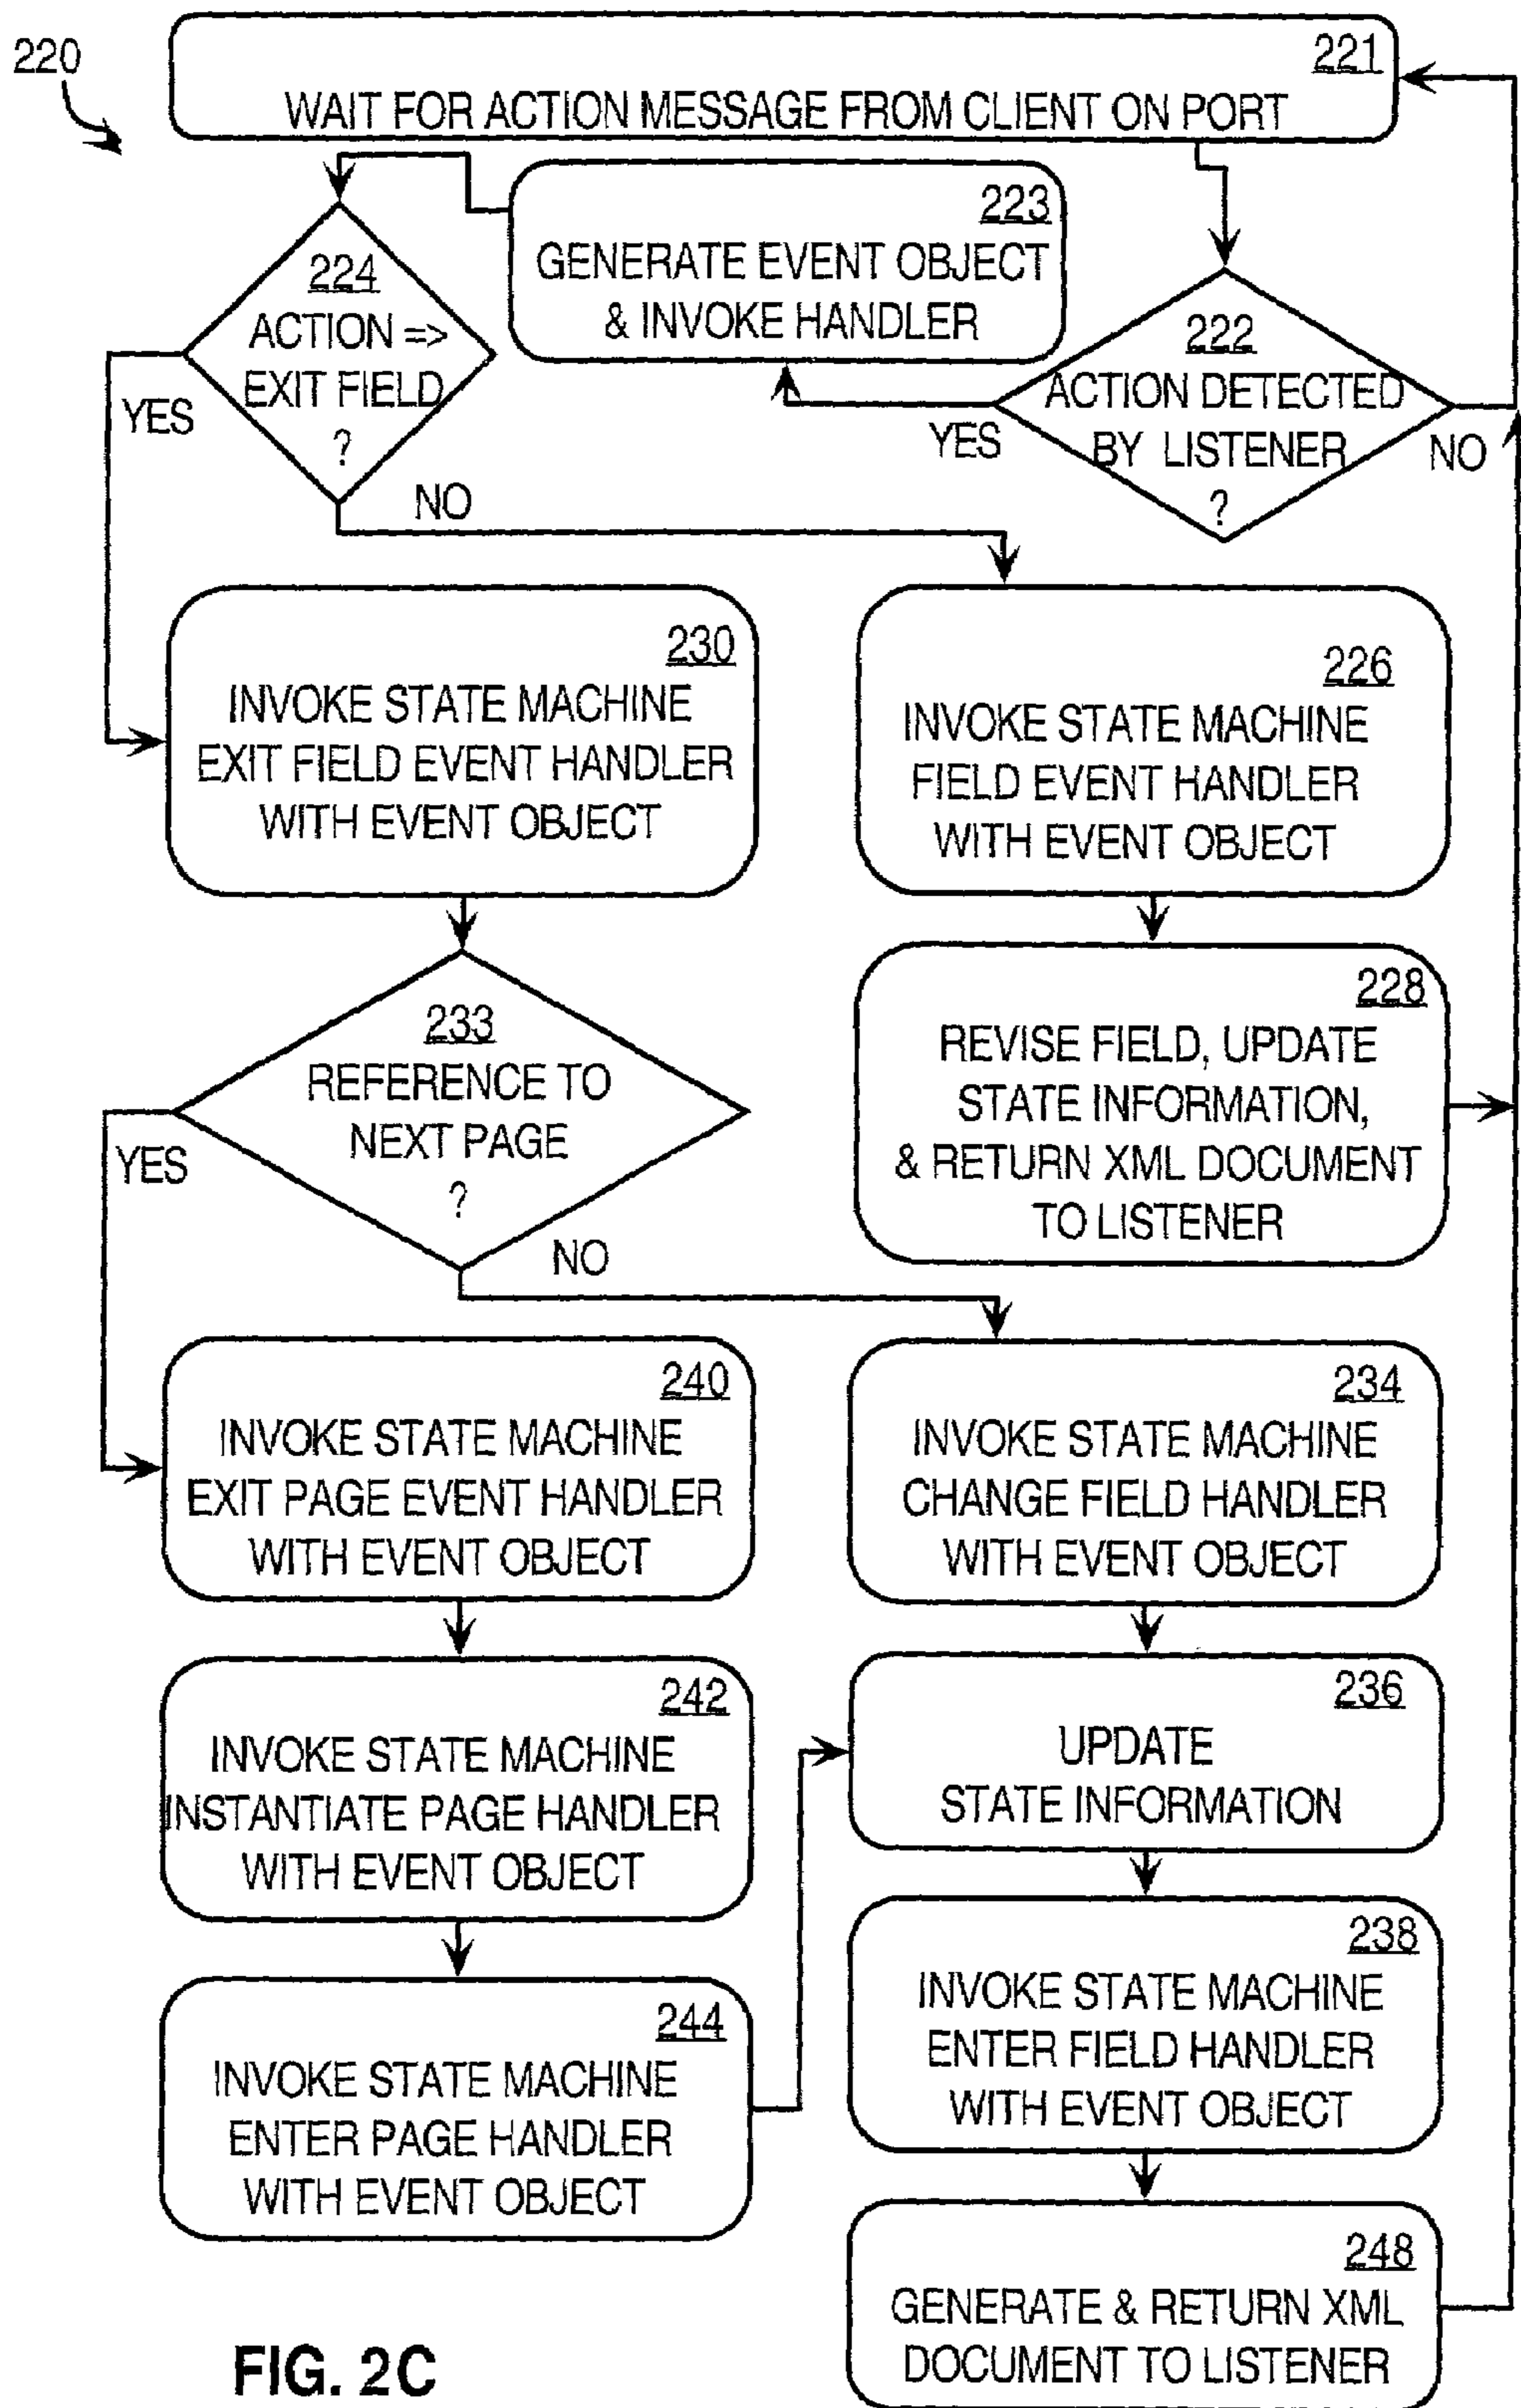 220
221
WAIT FOR ACTION MESSAGE FROM CLIENT ON PORT
223
GENERATE EVENT OBJECT
& INVOKE HANDLER
224
ACTION =>
EXIT FIELD
?
YES
NO
222
ACTION DETECTED
BY LISTENER
?
YES
NO
230
INVOKE STATE MACHINE
EXIT FIELD EVENT HANDLER
WITH EVENT OBJECT
226
INVOKE STATE MACHINE
FIELD EVENT HANDLER
WITH EVENT OBJECT
233
REFERENCE TO
NEXT PAGE
?
YES
NO
228
REVISE FIELD, UPDATE
STATE INFORMATION,
& RETURN XML DOCUMENT
TO LISTENER
240
INVOKE STATE MACHINE
EXIT PAGE EVENT HANDLER
WITH EVENT OBJECT
234
INVOKE STATE MACHINE
CHANGE FIELD HANDLER
WITH EVENT OBJECT
242
INVOKE STATE MACHINE
INSTANTIATE PAGE HANDLER
WITH EVENT OBJECT
236
UPDATE
STATE INFORMATION
244
INVOKE STATE MACHINE
ENTER PAGE HANDLER
WITH EVENT OBJECT
238
INVOKE STATE MACHINE
ENTER FIELD HANDLER
WITH EVENT OBJECT
248
GENERATE & RETURN XML
DOCUMENT TO LISTENER
FIG. 2C